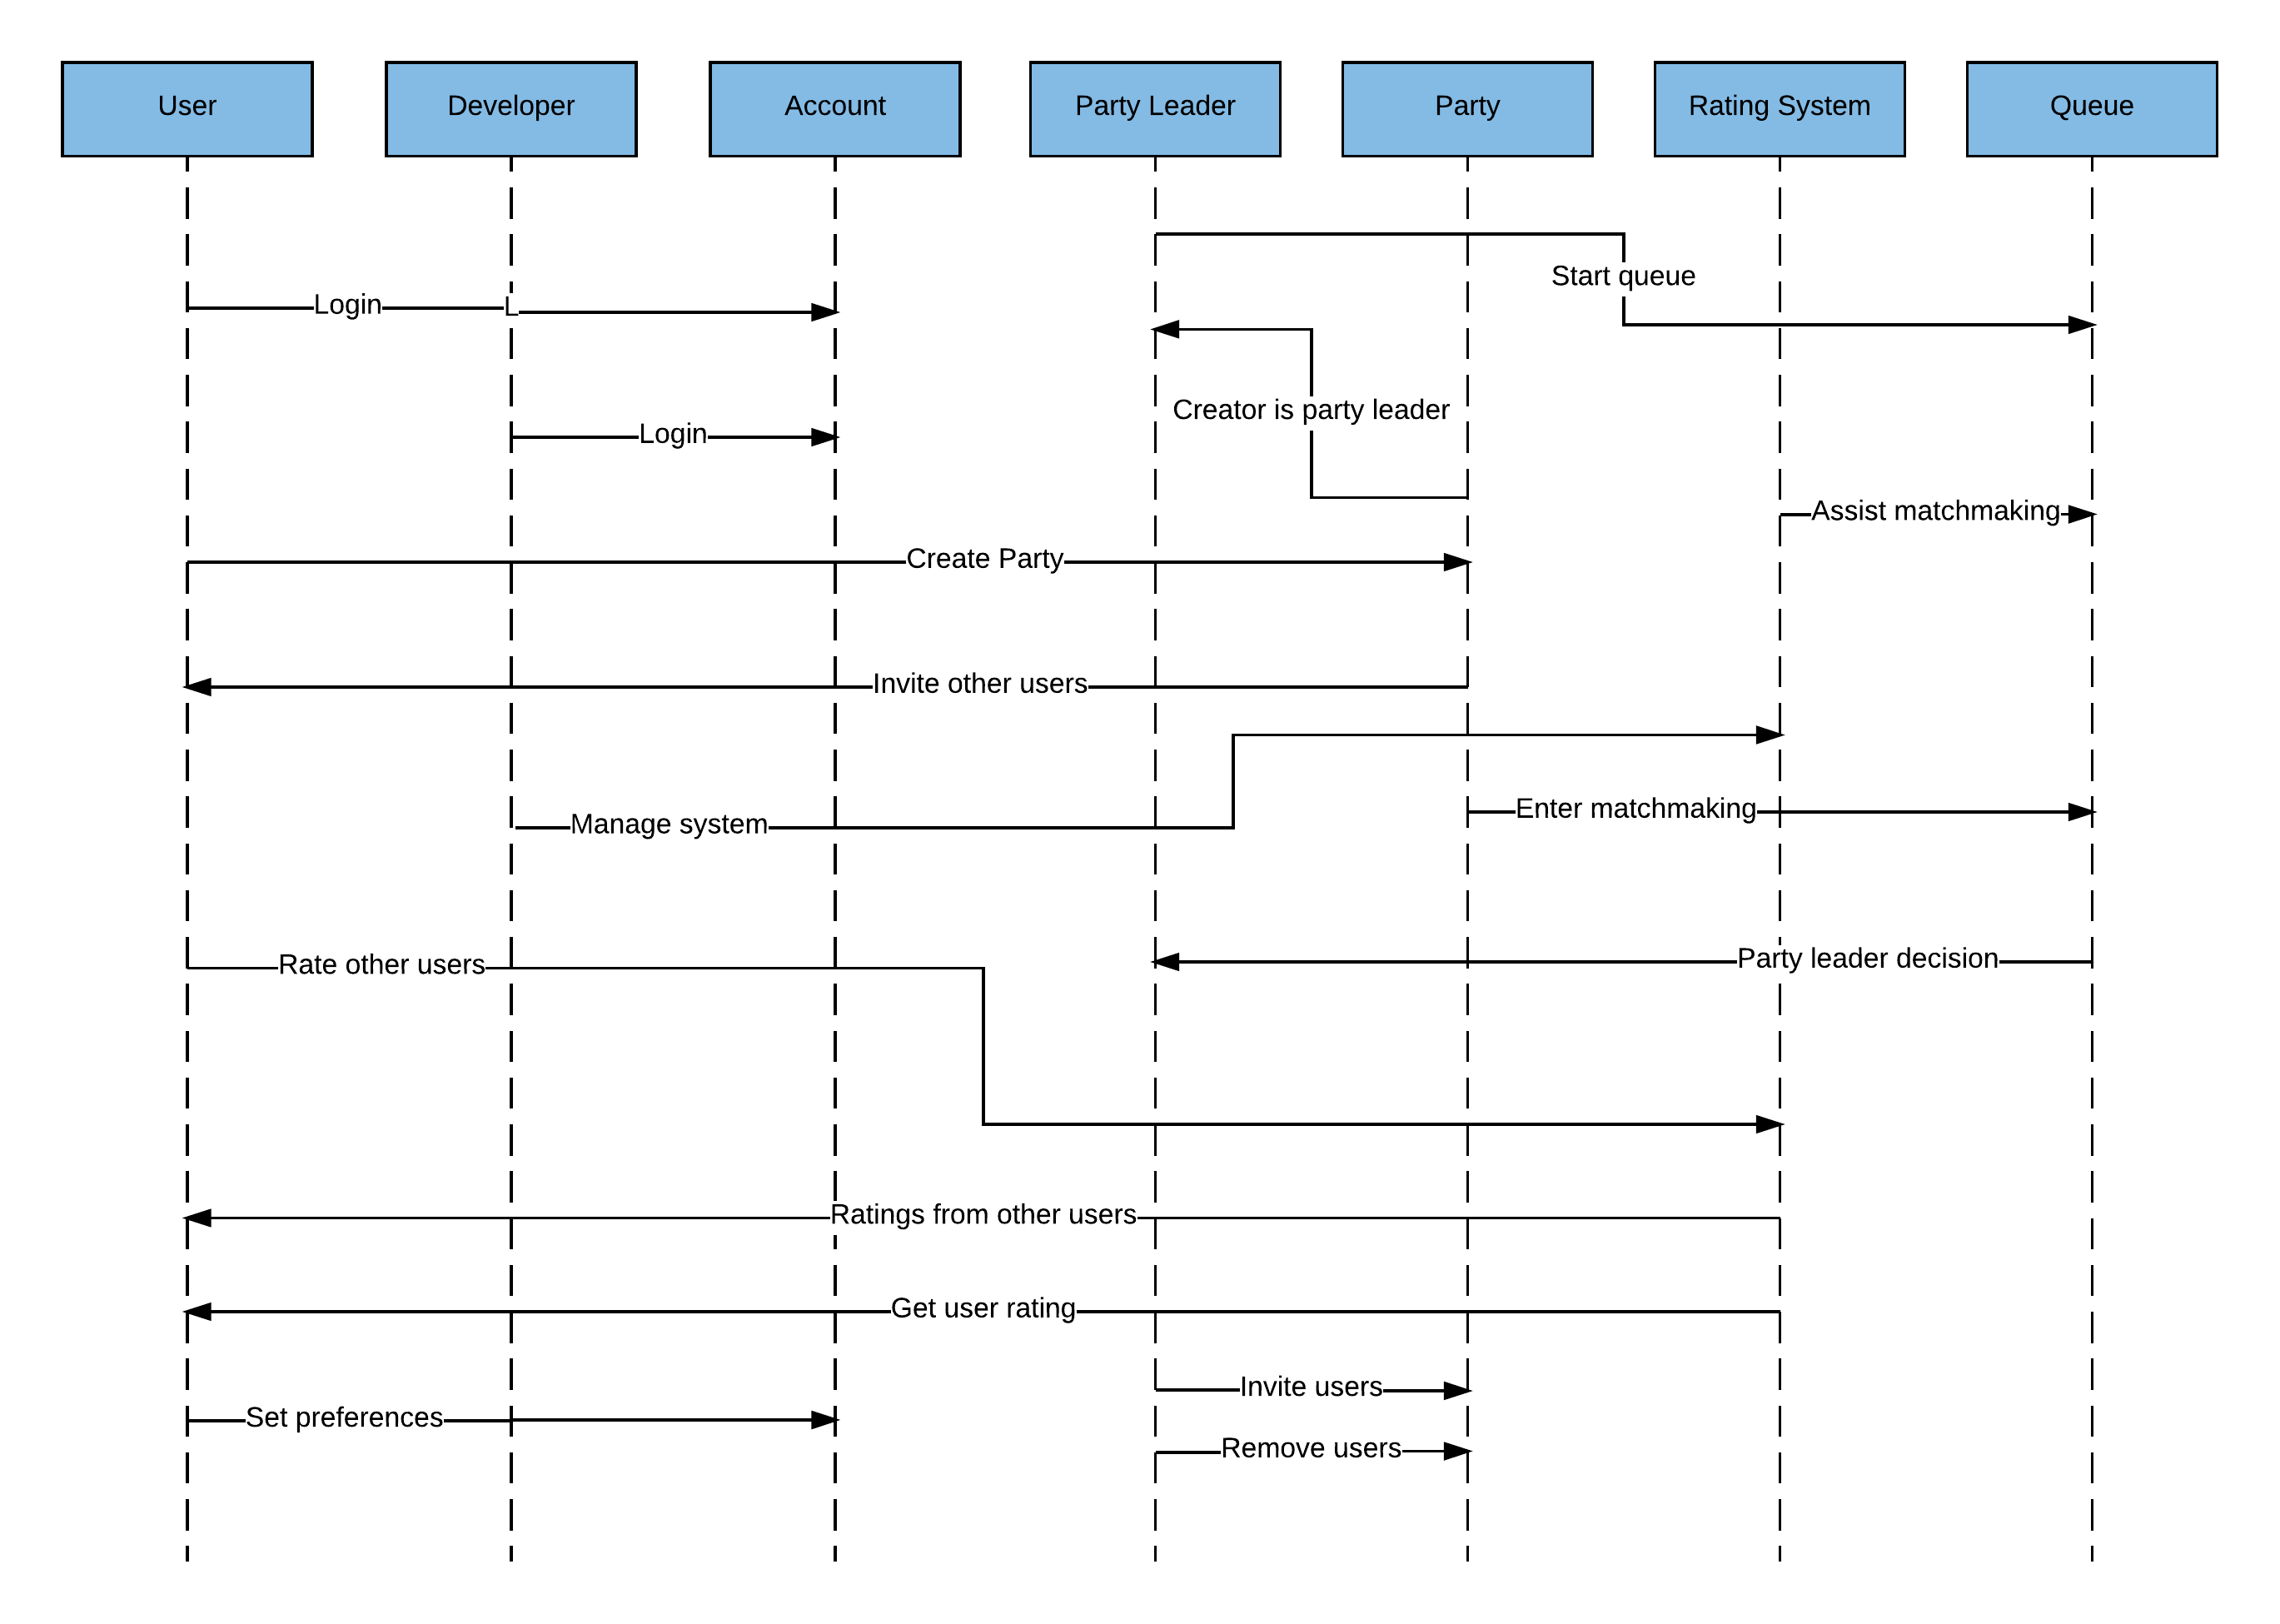 User
Developer
Account
Party Leader
Party
Rating System
Queue
Start queue
Login
L
Creator is party leader
Login
Assist matchmaking
Create Party
Invite other users
Enter matchmaking
Manage system
Party leader decision
Rate other users
Ratings from other users
Get user rating
Invite users
Set preferences
Remove users